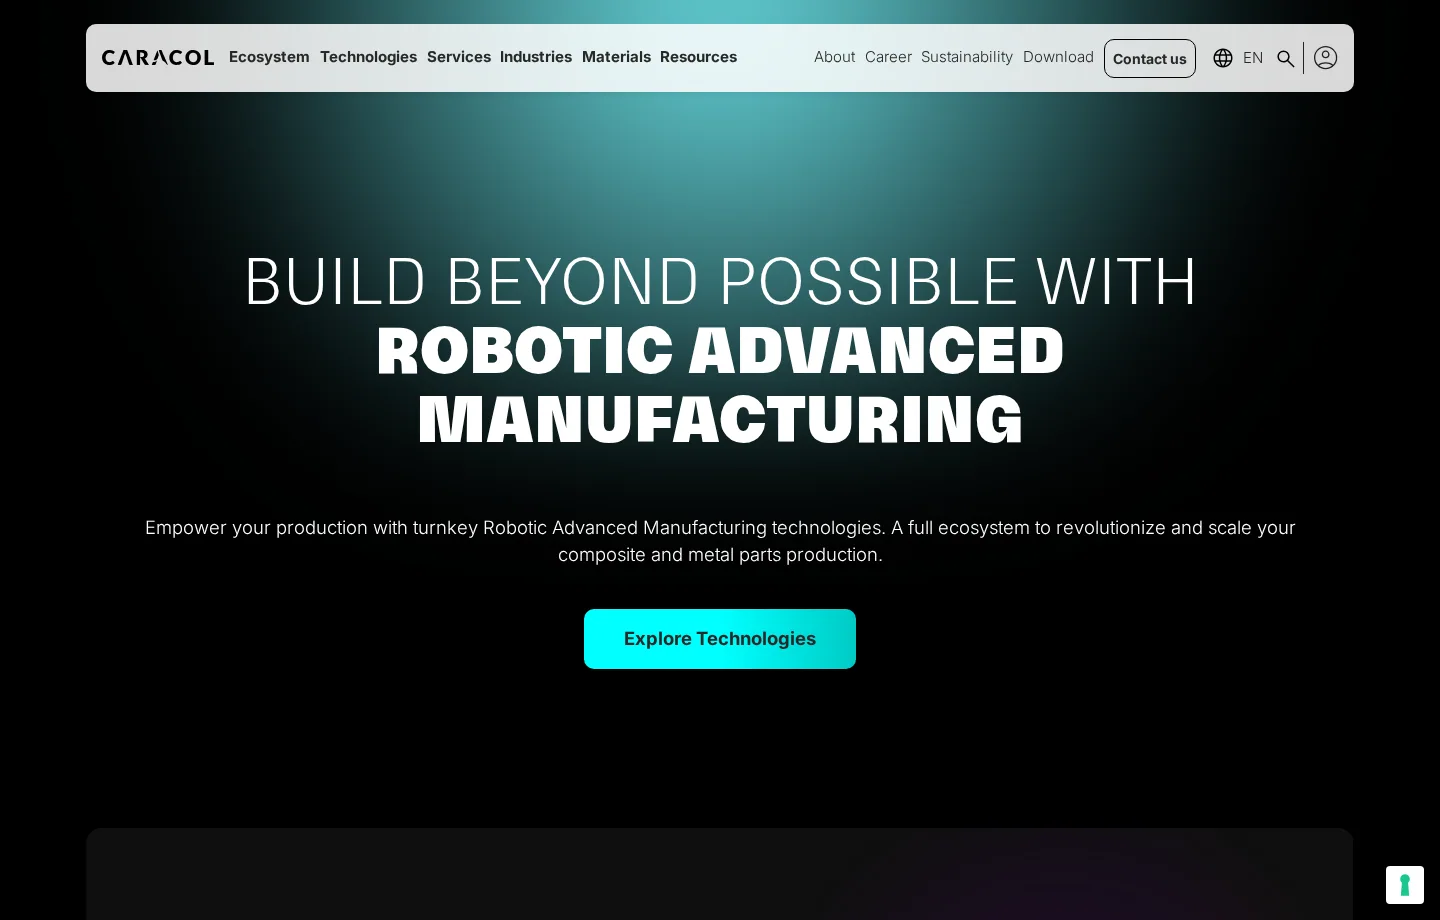 CARACOL Ecosystem Technologies Services Industries Materials Resources About Career Sustainability Download Contact us EN
BUILD BEYOND POSSIBLE WITH
ROBOTIC ADVANCED
MANUFACTURING
Empower your production with turnkey Robotic Advanced Manufacturing technologies. A full ecosystem to revolutionize and scale your
composite and metal parts production.
Explore Technologies